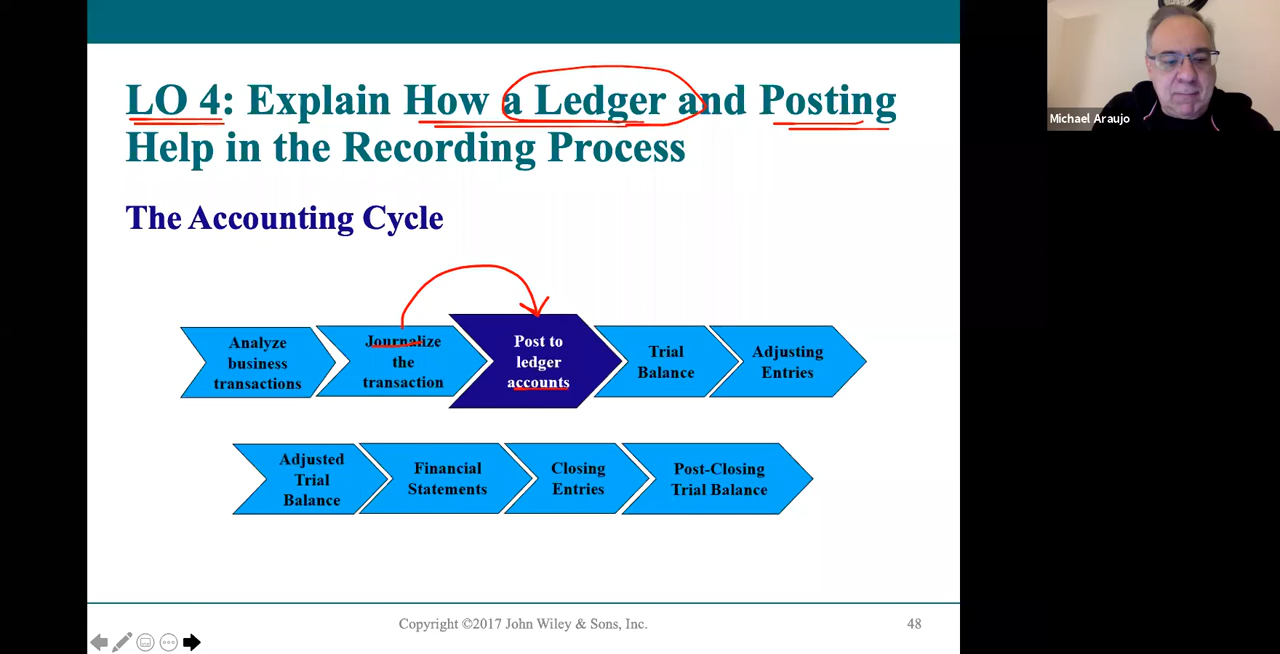 LO 4: Explain How a Ledger and Posting
Help in the Recording Process
The Accounting Cycle
Analyze
business
transactions
Journalize
the
transaction
Post to
ledger
accounts
Trial
Balance
Adjusting
Entries
Adjusted
Trial
Balance
Financial
Statements
Closing
Entries
Post-Closing
Trial Balance
Copyright ©2017 John Wiley & Sons, Inc.
48
Michael Araujo